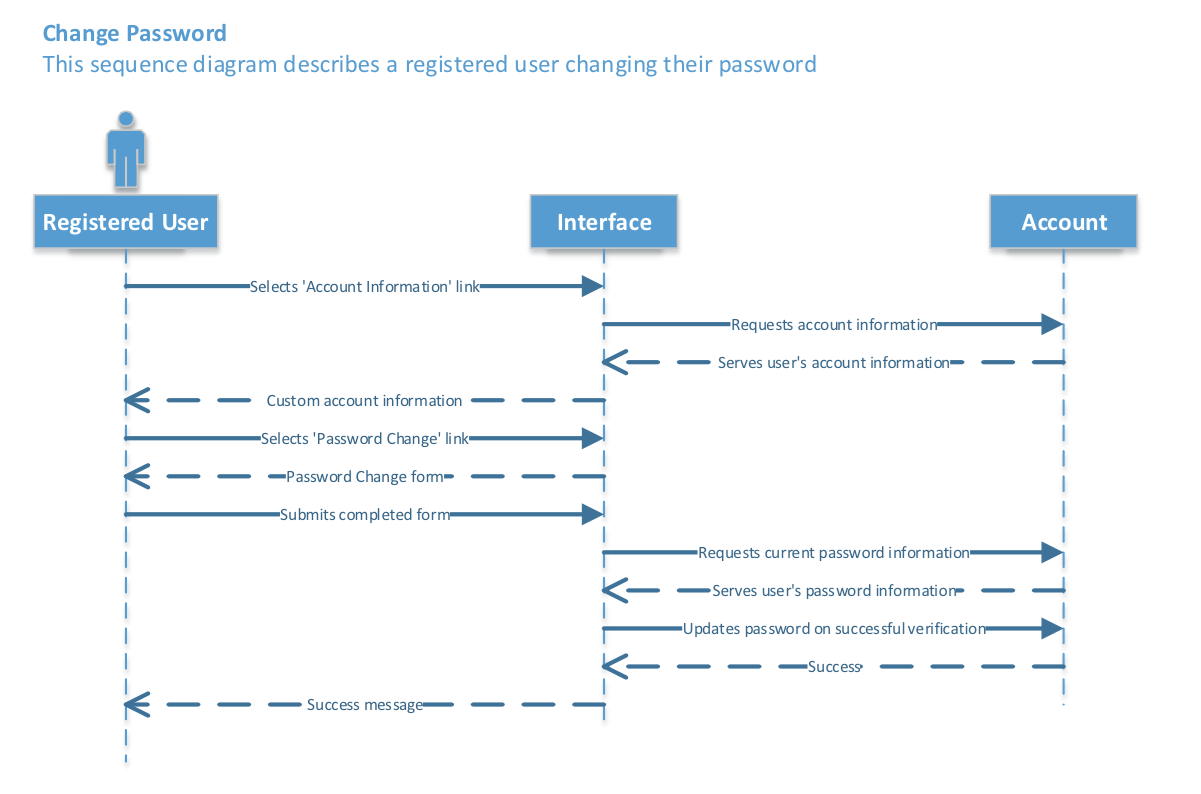 Change Password
This sequence diagram describes a registered user changing their password
Registered User
Interface
Account
Selects 'Account Information' link
Requests account information
Serves user's account information
Custom account information
Selects 'Password Change' link
Password Change form
Submits completed form
Requests current password information
Serves user's password information
Updates password on successful verification
Success
Success message